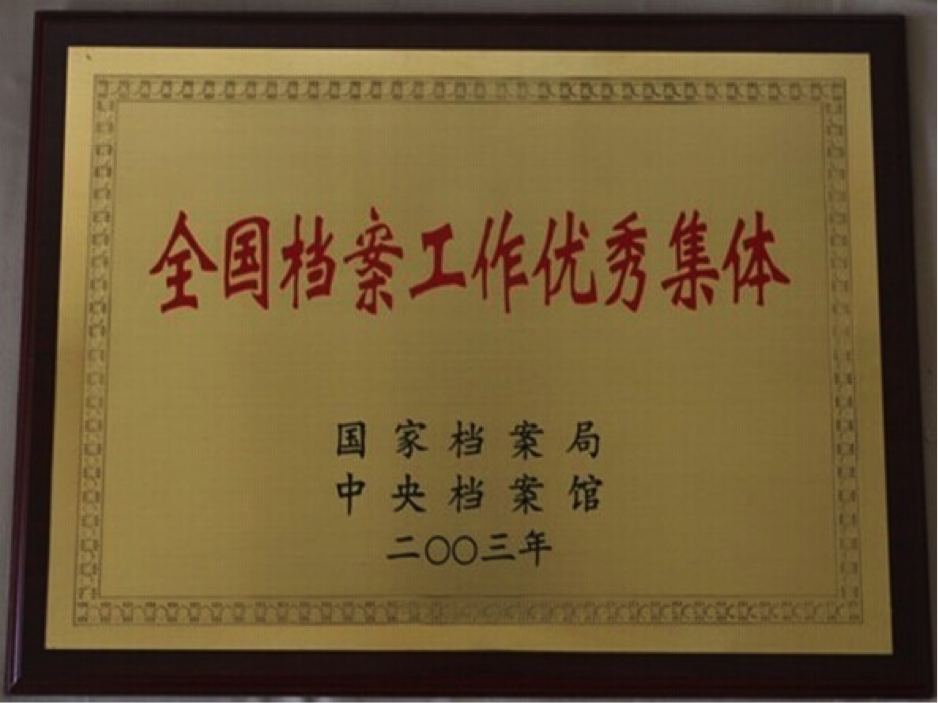 全国档案工作优秀集体
国家档案局
中央档案馆
二〇〇三年